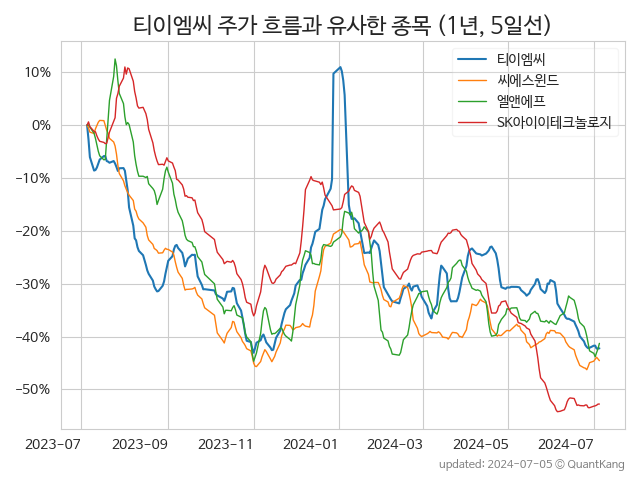 티이엠씨 주가 흐름과 유사한 종목 (1년, 5일선)
티이엠씨
씨에스윈드
엘앤에프
SK아이이테크놀로지
10%
0%
−10%
−20%
−30%
−40%
−50%
2023-07
2023-09
2023-11
2024-01
2024-03
2024-05
2024-07
updated: 2024-07-05 © QuantKang